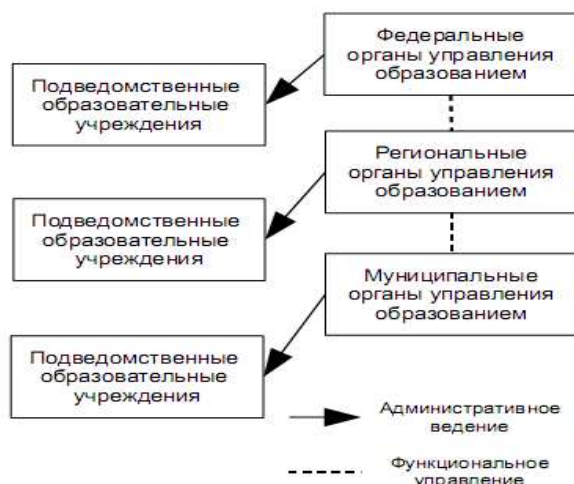 Федеральные
органы управления
образованием
Подведомственные
образовательные
учреждения
Региональные
органы управления
образованием
Подведомственные
образовательные
учреждения
Муниципальные
органы управления
образованием
Подведомственные
образовательные
учреждения
Административное
ведение
Функциональное
управление